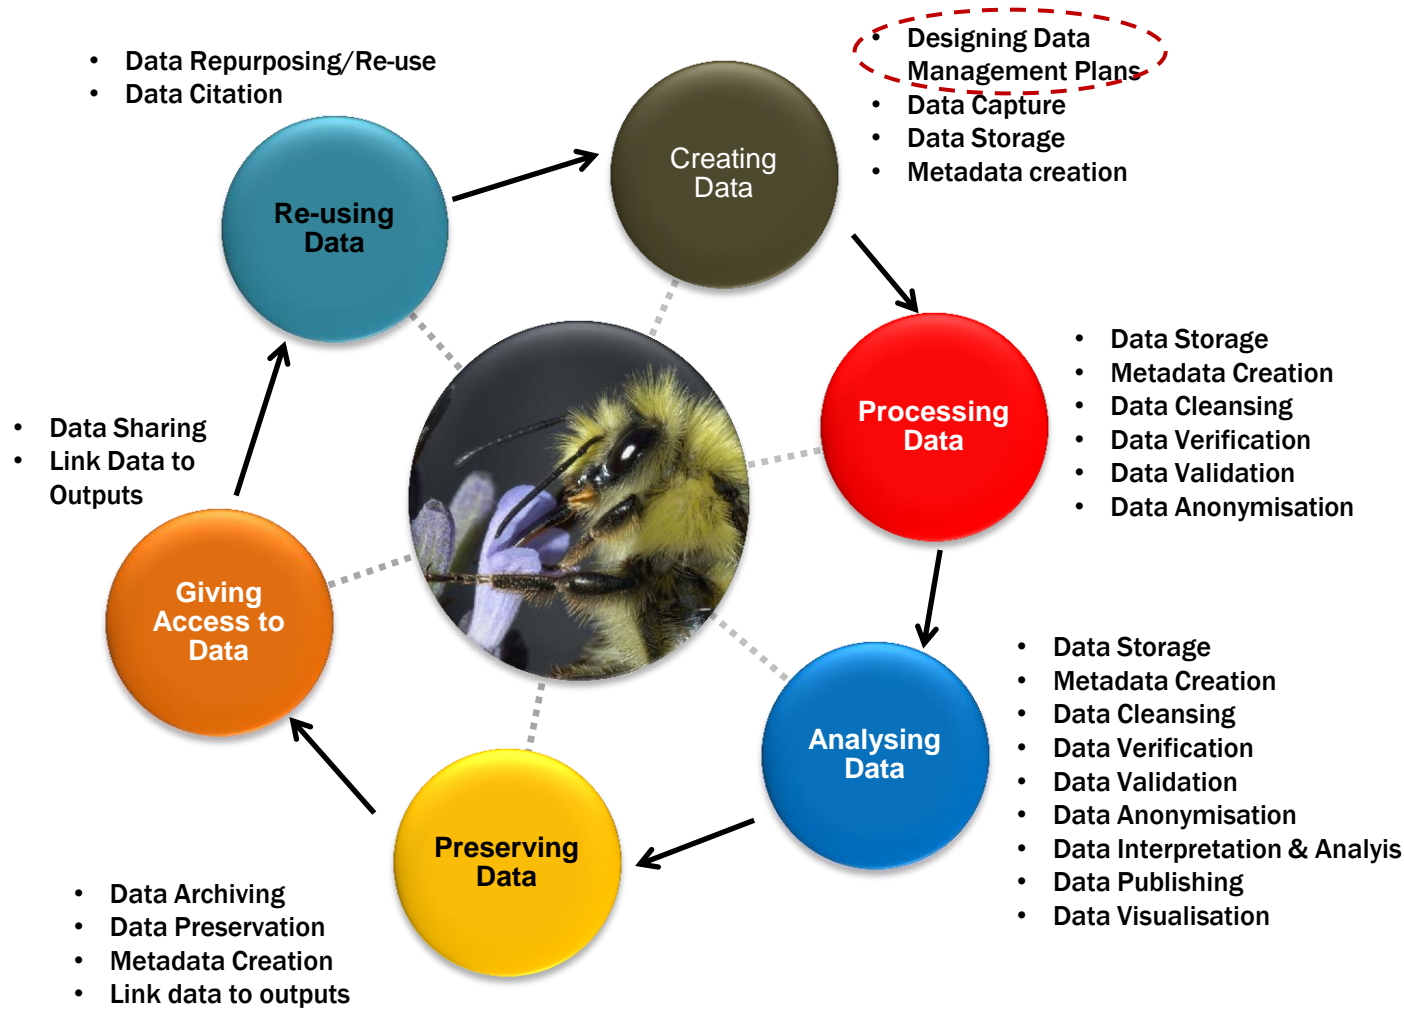 • Data Repurposing/Re-use
• Data Citation
Re-using
Data
Creating
Data
• Designing Data
Management Plans
• Data Capture
• Data Storage
• Metadata creation
Processing
Data
• Data Storage
• Metadata Creation
• Data Cleansing
• Data Verification
• Data Validation
• Data Anonymisation
Analysing
Data
• Data Storage
• Metadata Creation
• Data Cleansing
• Data Verification
• Data Validation
• Data Anonymisation
• Data Interpretation & Analyis
• Data Publishing
• Data Visualisation
Preserving
Data
• Data Archiving
• Data Preservation
• Metadata Creation
• Link data to outputs
Giving
Access to
Data
• Data Sharing
• Link Data to
Outputs